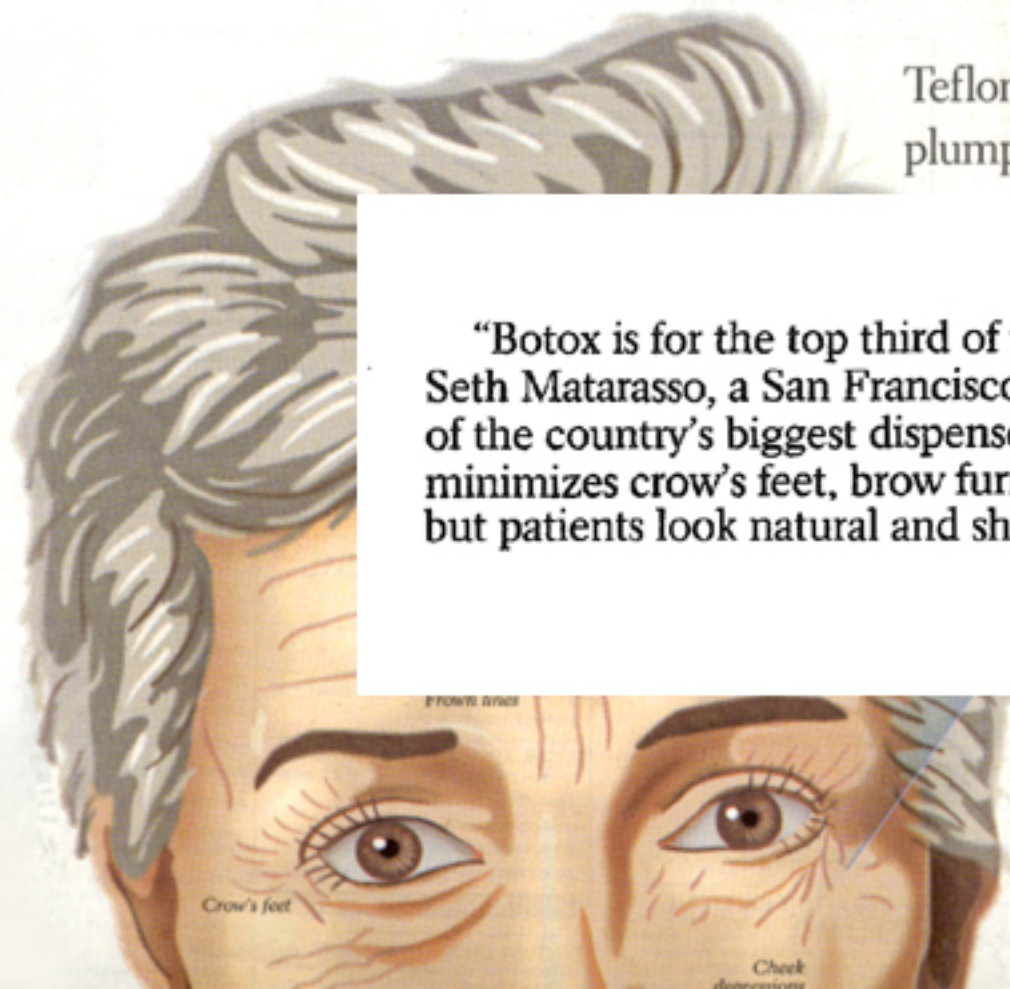 Teflon
plump
“Botox is for the top third of
Seth Matarasso, a San Francisco
of the country’s biggest dispense
minimizes crow’s feet, brow fur
but patients look natural and sh
Frown lines
Crow's feet
Cheek
depressions